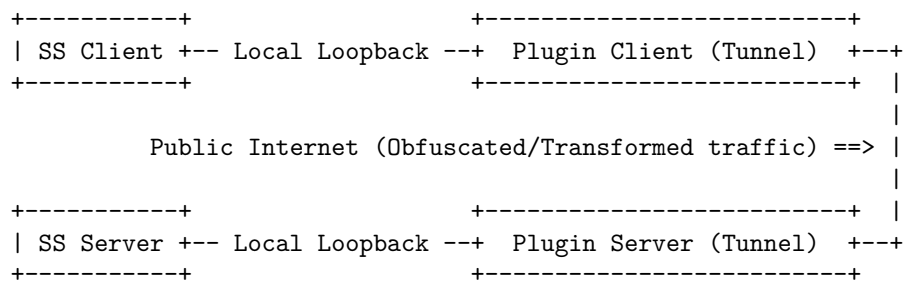 SS Client Local Loopback Plugin Client (Tunnel)
Public Internet (Obfuscated/Transformed traffic) ==>
SS Server Local Loopback Plugin Server (Tunnel)